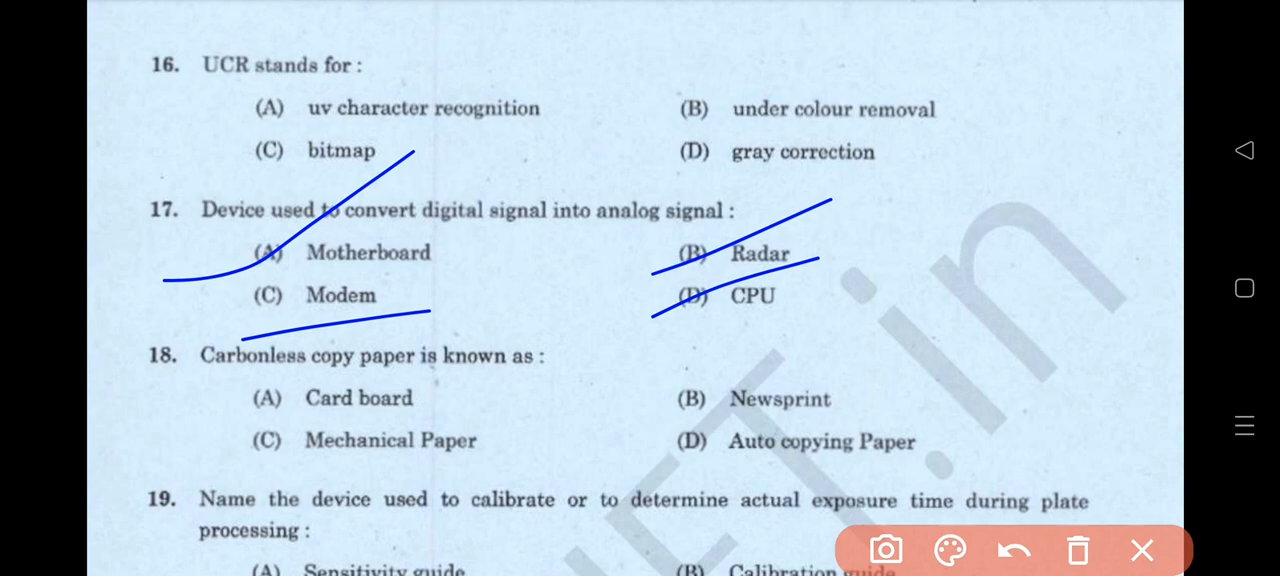 16. UCR stands for :
(A) uv character recognition (B) under colour removal
(C) bitmap (D) gray correction
17. Device used to convert digital signal into analog signal :
(A) Motherboard (B) Radar
(C) Modem (D) CPU
18. Carbonless copy paper is known as :
(A) Card board (B) Newsprint
(C) Mechanical Paper (D) Auto copying Paper
19. Name the device used to calibrate or to determine actual exposure time during plate
processing :
(A) Sensitivity guide (B) Calibration guide